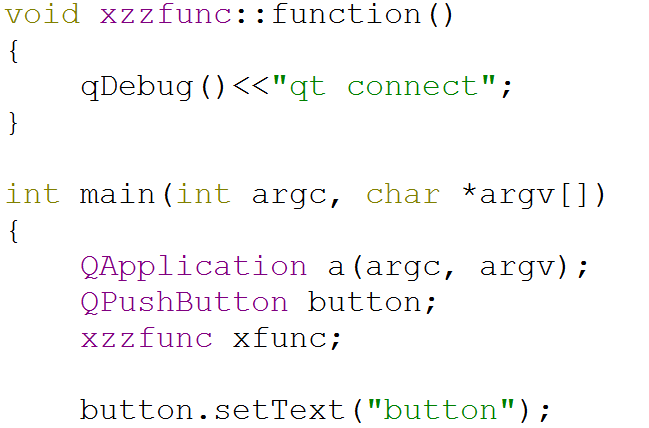 void xzzfunc::function()
{
    qDebug()<<"qt connect";
}

int main(int argc, char *argv[])
{
    QApplication a(argc, argv);
    QPushButton button;
    xzzfunc xfunc;

    button.setText("button");